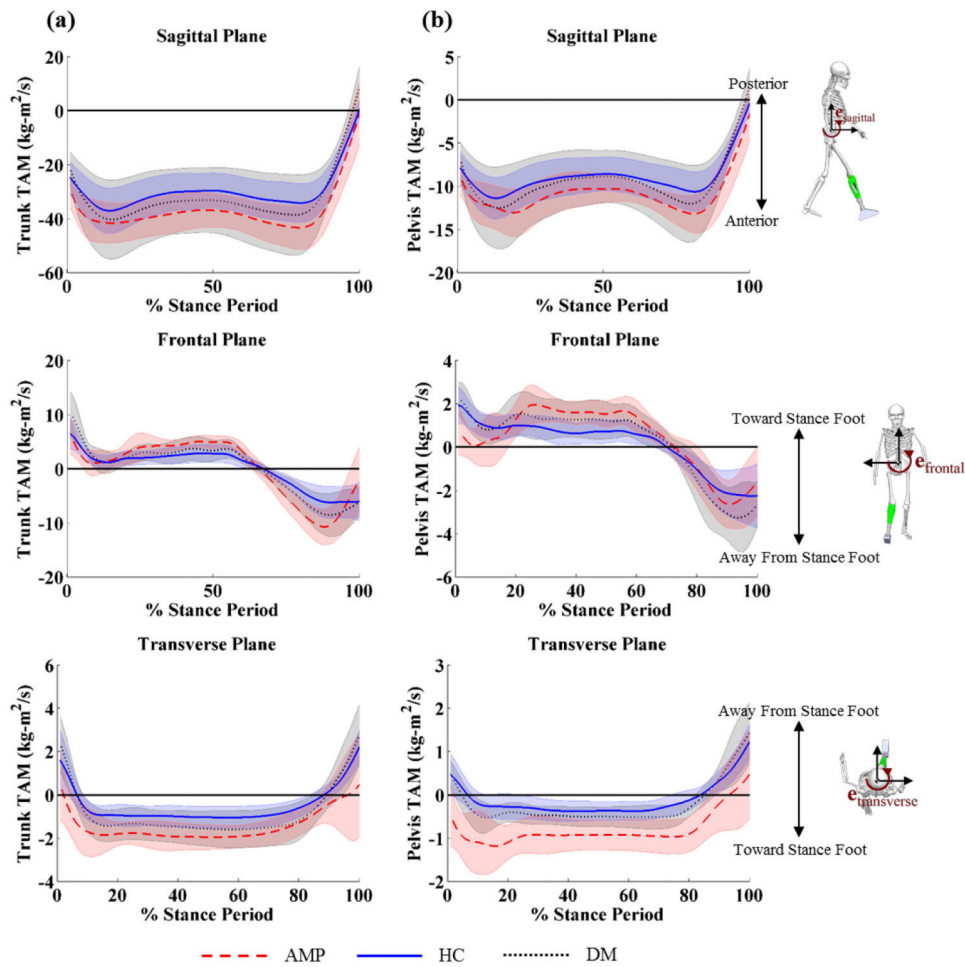 (a)
(b)
Sagittal Plane
Trunk TAM (kg-m²/s)
20
0
-20
-40
-60
0
50
100
% Stance Period
Sagittal Plane
Pelvis TAM (kg-m²/s)
5
0
-5
-10
-15
-20
0
50
100
% Stance Period
Posterior
Anterior
e sagittal
Frontal Plane
Trunk TAM (kg-m²/s)
20
10
0
-10
-20
0
50
100
% Stance Period
Frontal Plane
Pelvis TAM (kg-m²/s)
4
2
0
-2
-4
-6
0
20
40
60
80
100
% Stance Period
Toward Stance Foot
Away From Stance Foot
e frontal
Transverse Plane
Trunk TAM (kg-m²/s)
6
4
2
0
-2
-4
0
20
40
60
80
100
% Stance Period
Transverse Plane
Pelvis TAM (kg-m²/s)
3
2
1
0
-1
-2
0
20
40
60
80
100
% Stance Period
Away From Stance Foot
Toward Stance Foot
e transverse
AMP
HC
DM